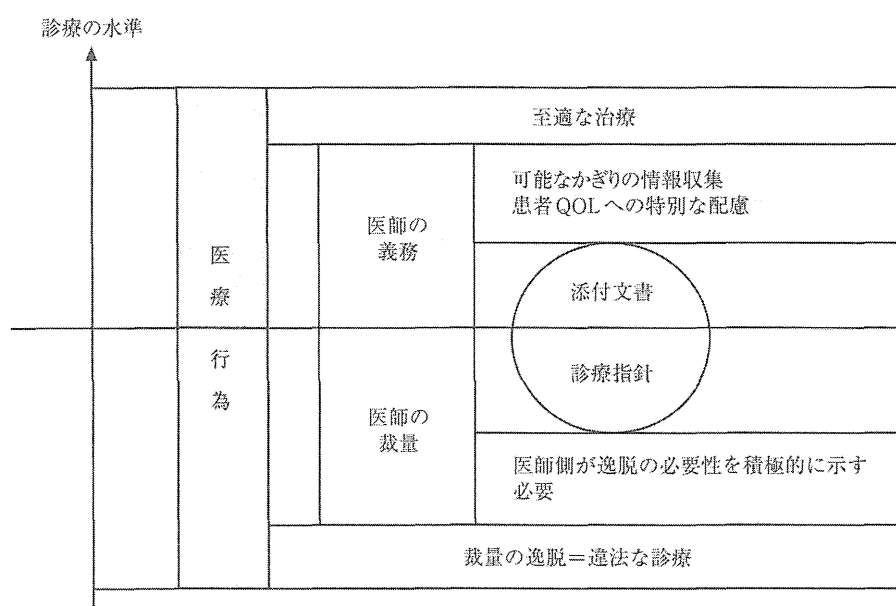 診療の水準
至適な治療
可能なかぎりの情報収集
患者QOLへの特別な配慮
医師の
義務
医療行為
添付文書
診療指針
医師の
裁量
医師側が逸脱の必要性を積極的に示す
必要
裁量の逸脱=違法な診療